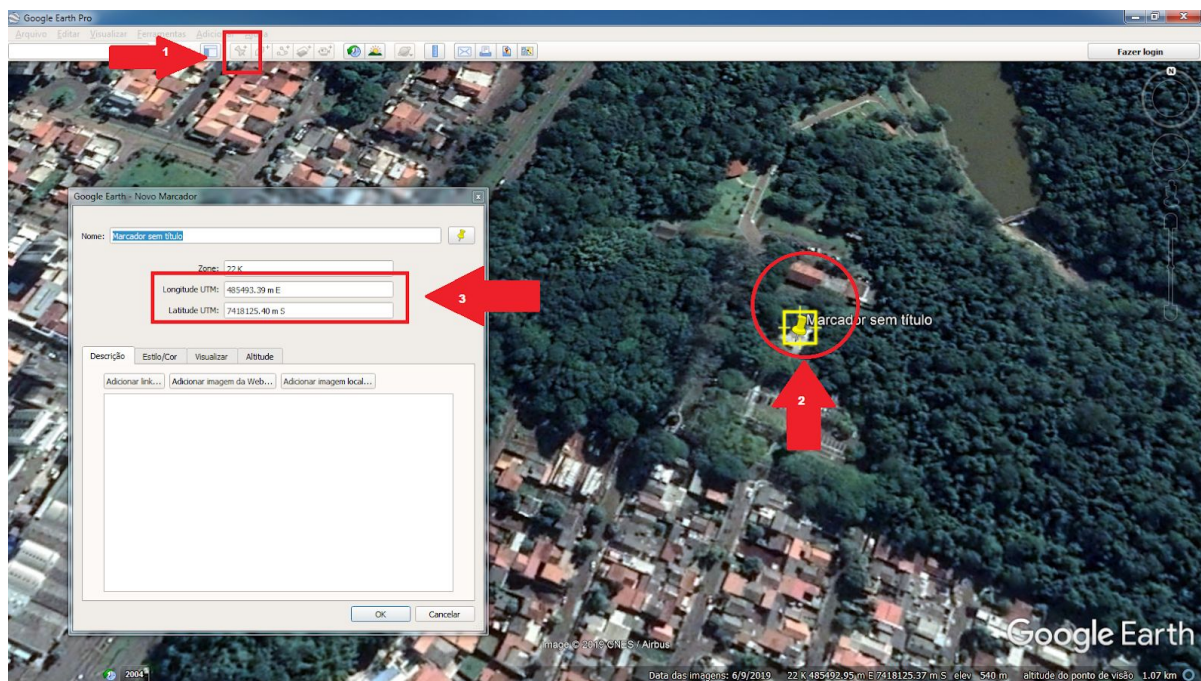 Google Earth Pro
Arquivo Editar Visualizar Ferramentas Adicionar Ajuda
1
Fazer login
N
Google Earth - Novo Marcador
Nome: Marcador sem título
Zone: 22 K
Longitude UTM: 485493.39 m E
Latitude UTM: 7418125.40 m S
3
Marcador sem título
2
Descrição Estilo/Cor Visualizar Altitude
Adicionar link... Adicionar imagem da Web... Adicionar imagem local...
OK Cancelar
Image © 2019 CNES / Airbus
Google Earth
2004
Data das imagens: 6/9/2019 22 K 485492.95 m E 7418125.37 m S elev 540 m altitude do ponto de visão 1.07 km